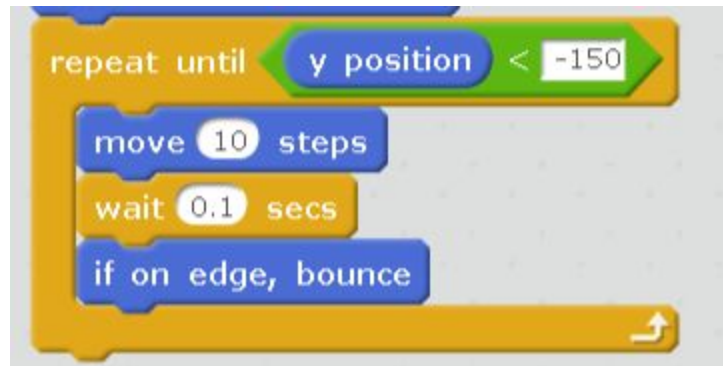 repeat until y position < -150
move 10 steps
wait 0.1 secs
if on edge, bounce